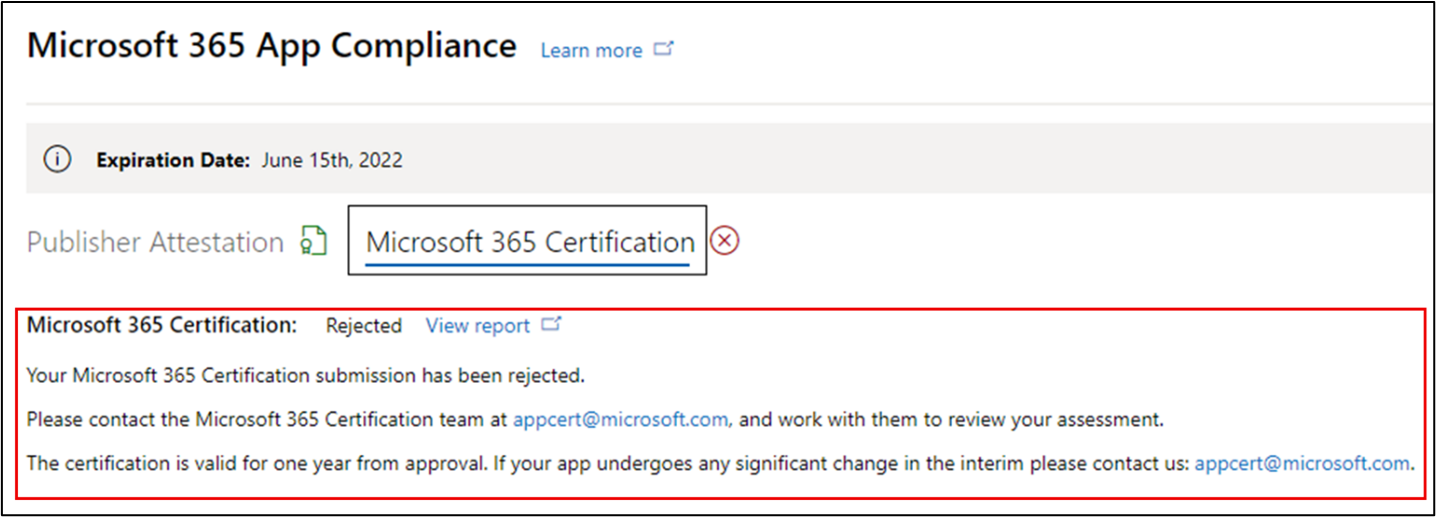 Microsoft 365 App Compliance Learn more
Expiration Date: June 15th, 2022
Publisher Attestation Microsoft 365 Certification
Microsoft 365 Certification: Rejected View report
Your Microsoft 365 Certification submission has been rejected.
Please contact the Microsoft 365 Certification team at appcert@microsoft.com, and work with them to review your assessment.
The certification is valid for one year from approval. If your app undergoes any significant change in the interim please contact us: appcert@microsoft.com.